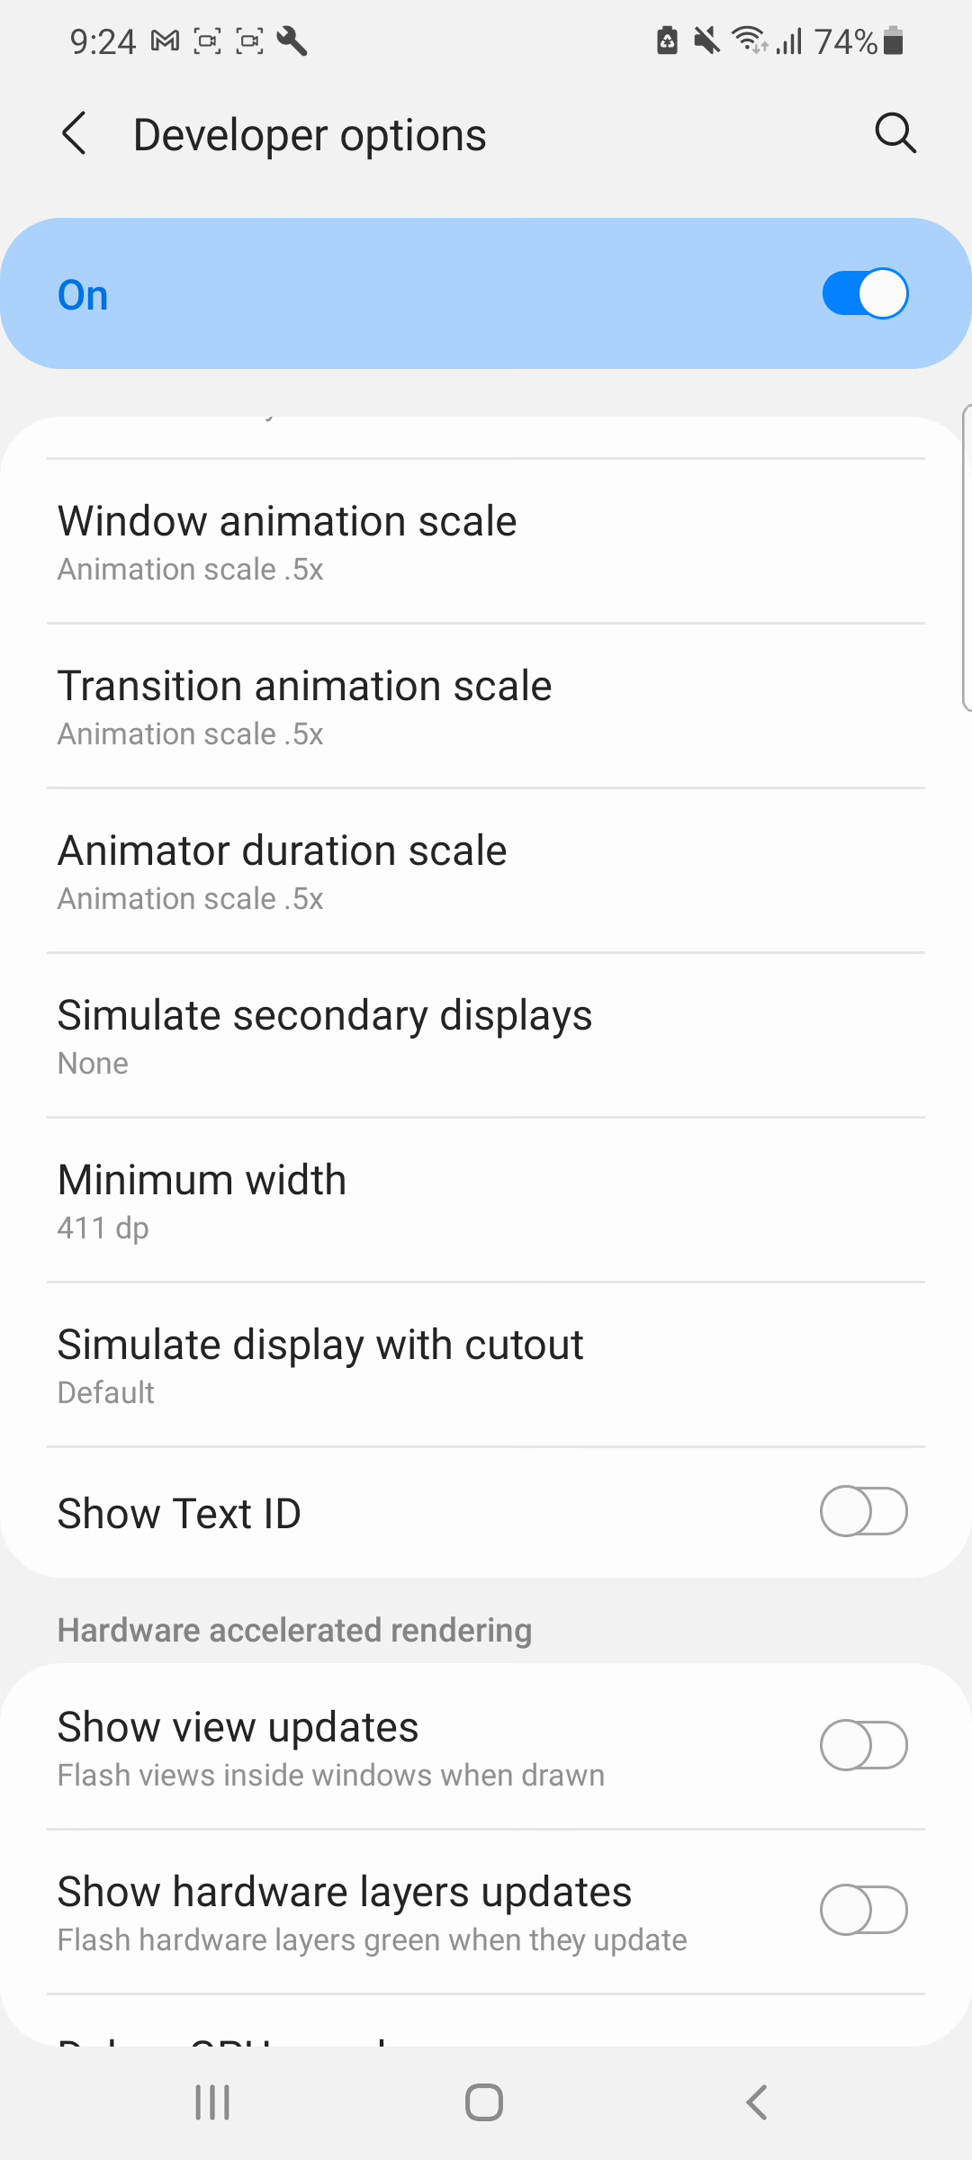 9:24 74%
Developer options
On
Window animation scale
Animation scale .5x
Transition animation scale
Animation scale .5x
Animator duration scale
Animation scale .5x
Simulate secondary displays
None
Minimum width
411 dp
Simulate display with cutout
Default
Show Text ID
Hardware accelerated rendering
Show view updates
Flash views inside windows when drawn
Show hardware layers updates
Flash hardware layers green when they update